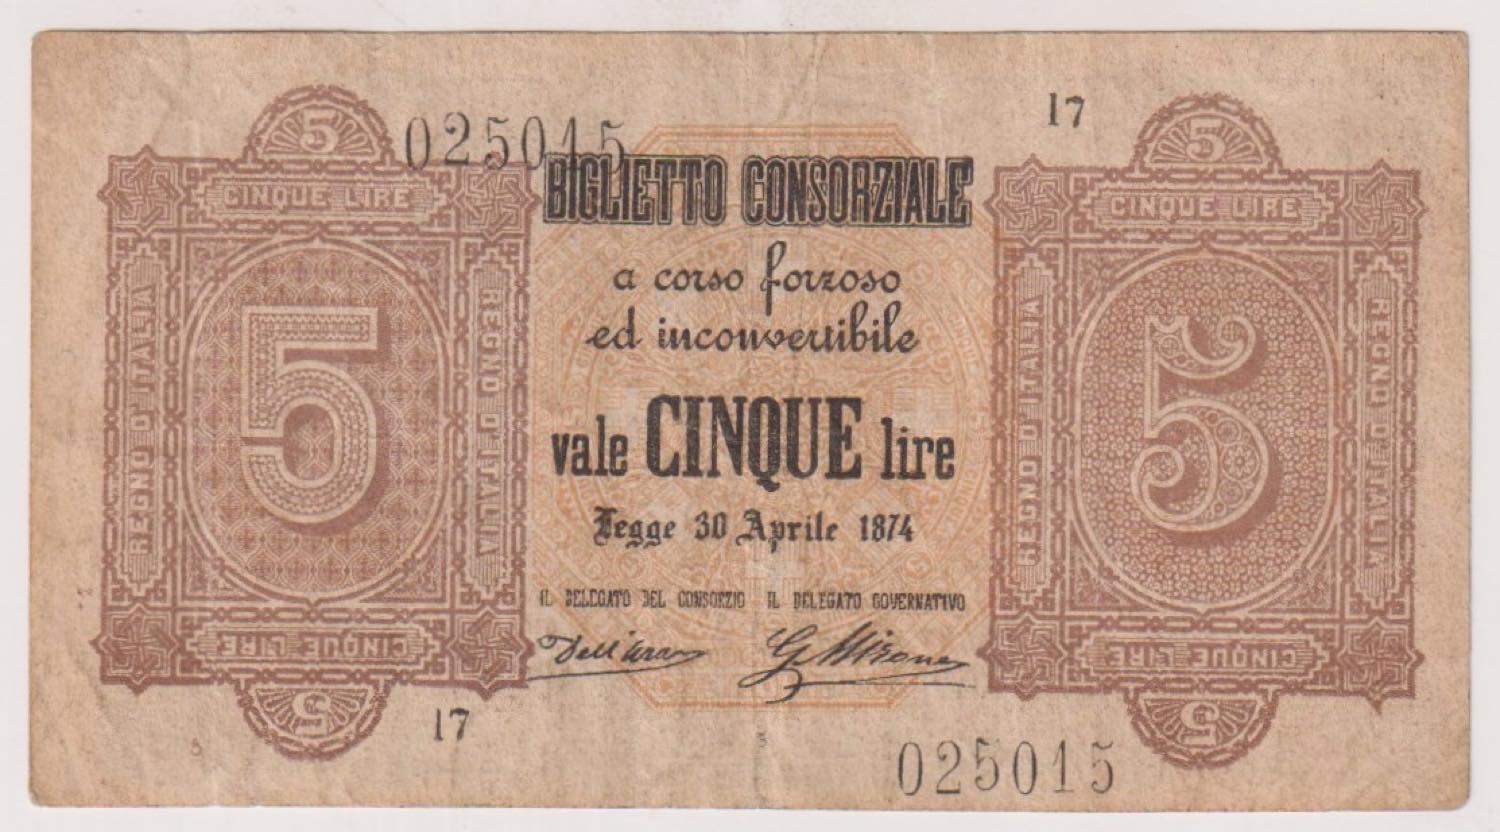 025015
17
5
5
CINQUE LIRE
BIGLIETTO CONSORZIALE
CINQUE LIRE
a corso forzoso
ed inconvertibile
REGNO D'ITALIA
5
REGNO D'ITALIA
vale CINQUE lire
REGNO D'ITALIA
5
REGNO D'ITALIA
Legge 30 Aprile 1874
IL DELEGATO DEL CONSORZIO IL DELEGATO GOVERNATIVO
G Mirone
CINQUE LIRE
CINQUE LIRE
5
5
17
025015